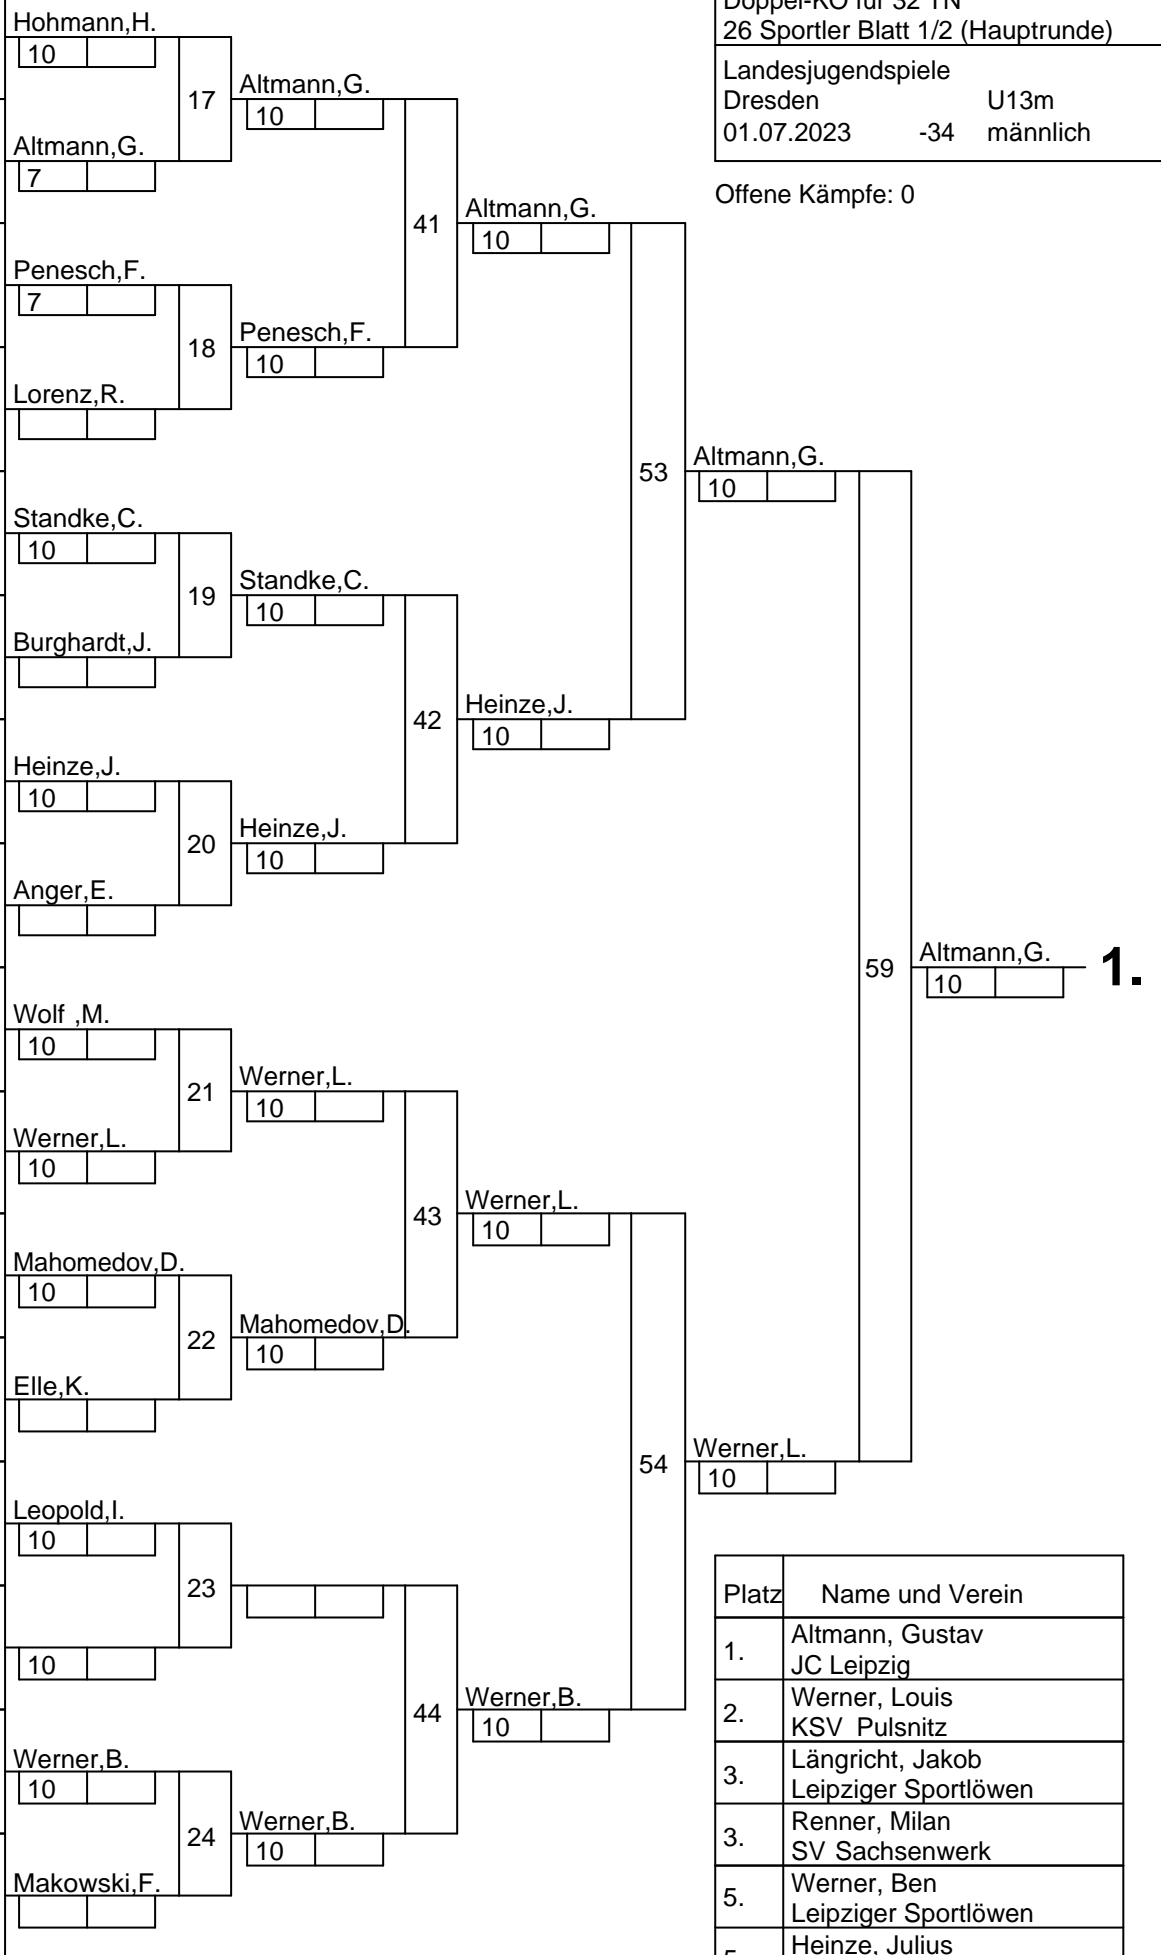 Doppel-KO für 32 TN
26 Sportler Blatt 1/2 (Hauptrunde)
Landesjugendspiele
Dresden U13m
01.07.2023 -34 männlich
Offene Kämpfe: 0
Hohmann,H.
10
17
Altmann,G.
7
Penesch,F.
7
18
Lorenz,R.
Standke,C.
10
19
Burghardt,J.
Heinze,J.
10
20
Anger,E.
Wolf ,M.
10
21
Werner,L.
10
Mahomedov,D.
10
22
Elle,K.
Leopold,I.
10
23
10
Werner,B.
10
24
Makowski,F.
Altmann,G.
10
41
Penesch,F.
10
Standke,C.
10
42
Heinze,J.
10
Werner,L.
10
43
Mahomedov,D.
10
44
Werner,B.
10
Altmann,G.
10
53
Heinze,J.
10
Werner,L.
10
54
Werner,B.
10
Altmann,G.
10
59
Werner,L.
10
Altmann,G.
10
1.
Platz Name und Verein
1. Altmann, Gustav
JC Leipzig
2. Werner, Louis
KSV Pulsnitz
3. Längricht, Jakob
Leipziger Sportlöwen
3. Renner, Milan
SV Sachsenwerk
5. Werner, Ben
Leipziger Sportlöwen
5. Heinze, Julius